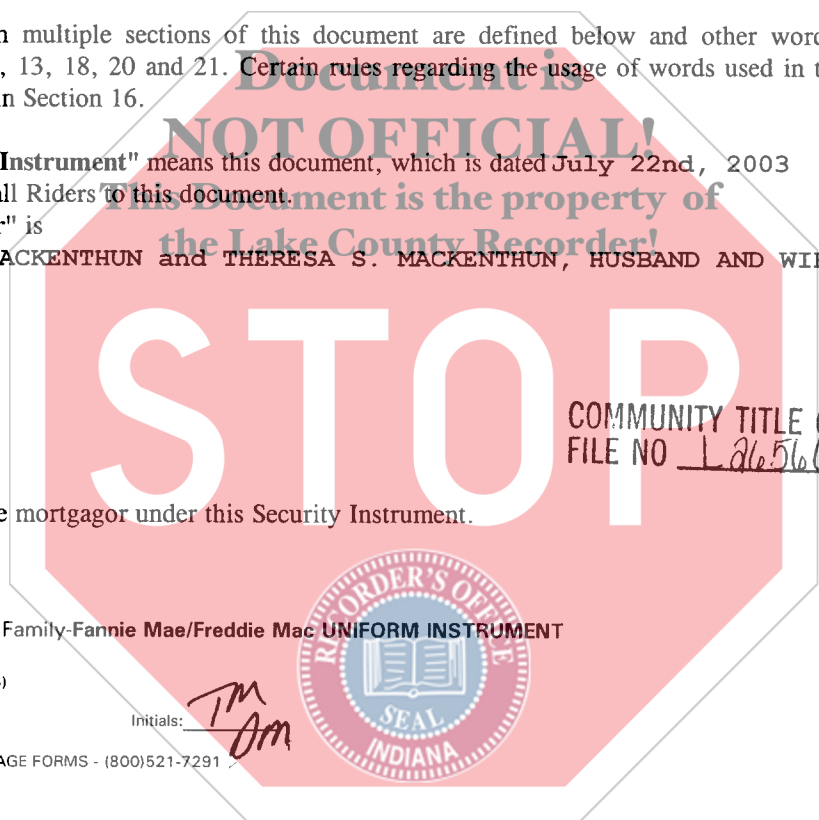 multiple sections of this document are defined below and other
, 13, 18, 20 and 21. Certain rules regarding the usage of words used in
Section 16.
Document is
NOT OFFICIAL!
Instrument" means this document, which is dated July 22nd, 2003
all Riders to this document.
This Document is the property of
" is
the Lake County Recorder!
ACKENTHUN and THERESA S. MACKENTHUN, HUSBAND AND
STOP
COMMUNITY TITLE
FILE NO L2656
mortgagor under this Security Instrument.
RECORDER'S OFFICE
Family-Fannie Mae/Freddie Mac UNIFORM INSTRUMENT
SEAL
INDIANA
Initials: TM
DM
AGE FORMS - (800)521-7291